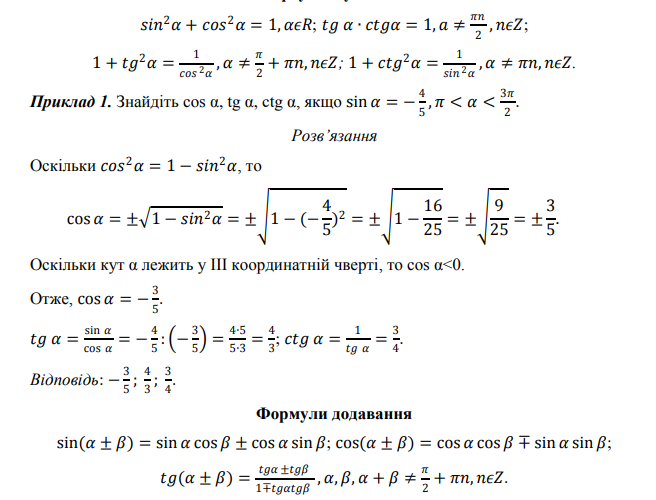 sin²α + cos²α = 1, αϵR; tg α · ctgα = 1, a ≠ πn/2, nϵZ;
1 + tg²α = 1/cos²α, α ≠ π/2 + πn, nϵZ; 1 + ctg²α = 1/sin²α, α ≠ πn, nϵZ.
Приклад 1. Знайдіть cos α, tg α, ctg α, якщо sin α = −4/5, π < α < 3π/2.
Розв’язання
Оскільки cos²α = 1 − sin²α, то
cos α = ±√(1 − sin²α) = ±√(1 − (−4/5)²) = ±√(1 − 16/25) = ±√(9/25) = ±3/5.
Оскільки кут α лежить у III координатній чверті, то cos α<0.
Отже, cos α = −3/5.
tg α = sin α/cos α = −4/5 : (−3/5) = 4·5/5·3 = 4/3; ctg α = 1/tg α = 3/4.
Відповідь: −3/5; 4/3; 3/4.
Формули додавання
sin(α ± β) = sin α cos β ± cos α sin β; cos(α ± β) = cos α cos β ∓ sin α sin β;
tg(α ± β) = tgα ±tgβ/1∓tgαtgβ, α, β, α + β ≠ π/2 + πn, nϵZ.